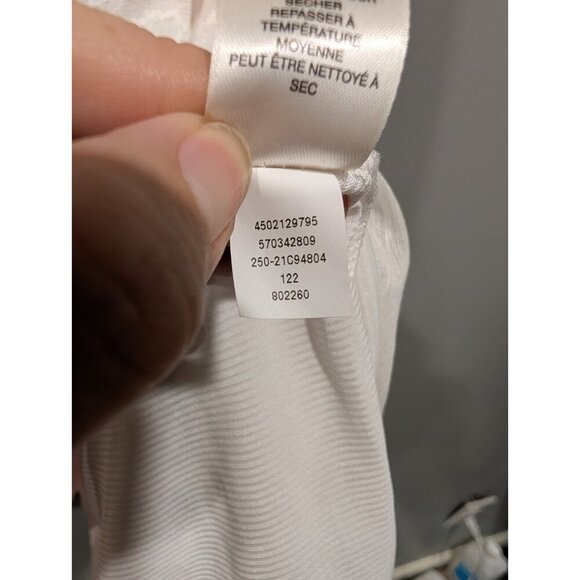 SÉCHER
REPASSER À
TEMPÉRATURE
MOYENNE
PEUT ÊTRE NETTOYÉ À
SEC
4502129795
570342809
250-21C94804
122
802260